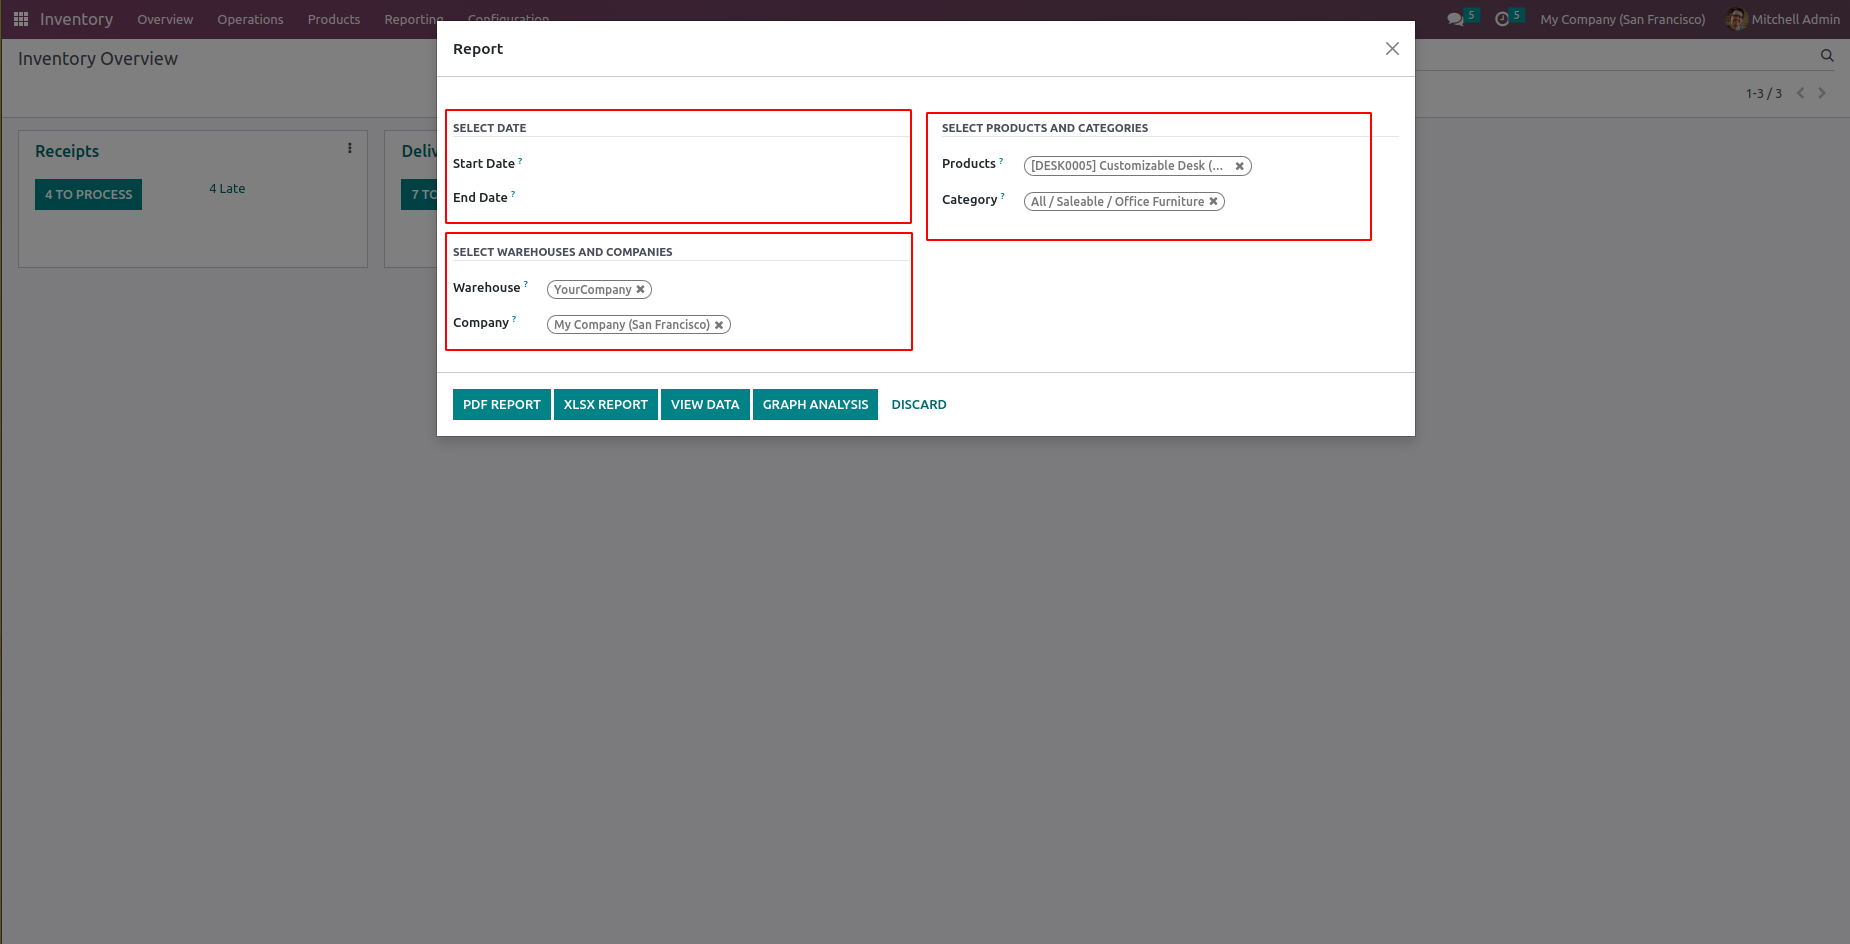 Inventory Overview Operations Products Reporting Configuration 5 5 My Company (San Francisco) Mitchell Admin
Inventory Overview
1-3 / 3
Receipts
4 TO PROCESS 4 Late
Deliv
7 TO
Report
SELECT DATE
Start Date ?
End Date ?
SELECT PRODUCTS AND CATEGORIES
Products ? [DESK0005] Customizable Desk (...
Category ? All / Saleable / Office Furniture
SELECT WAREHOUSES AND COMPANIES
Warehouse ? YourCompany
Company ? My Company (San Francisco)
PDF REPORT XLSX REPORT VIEW DATA GRAPH ANALYSIS DISCARD